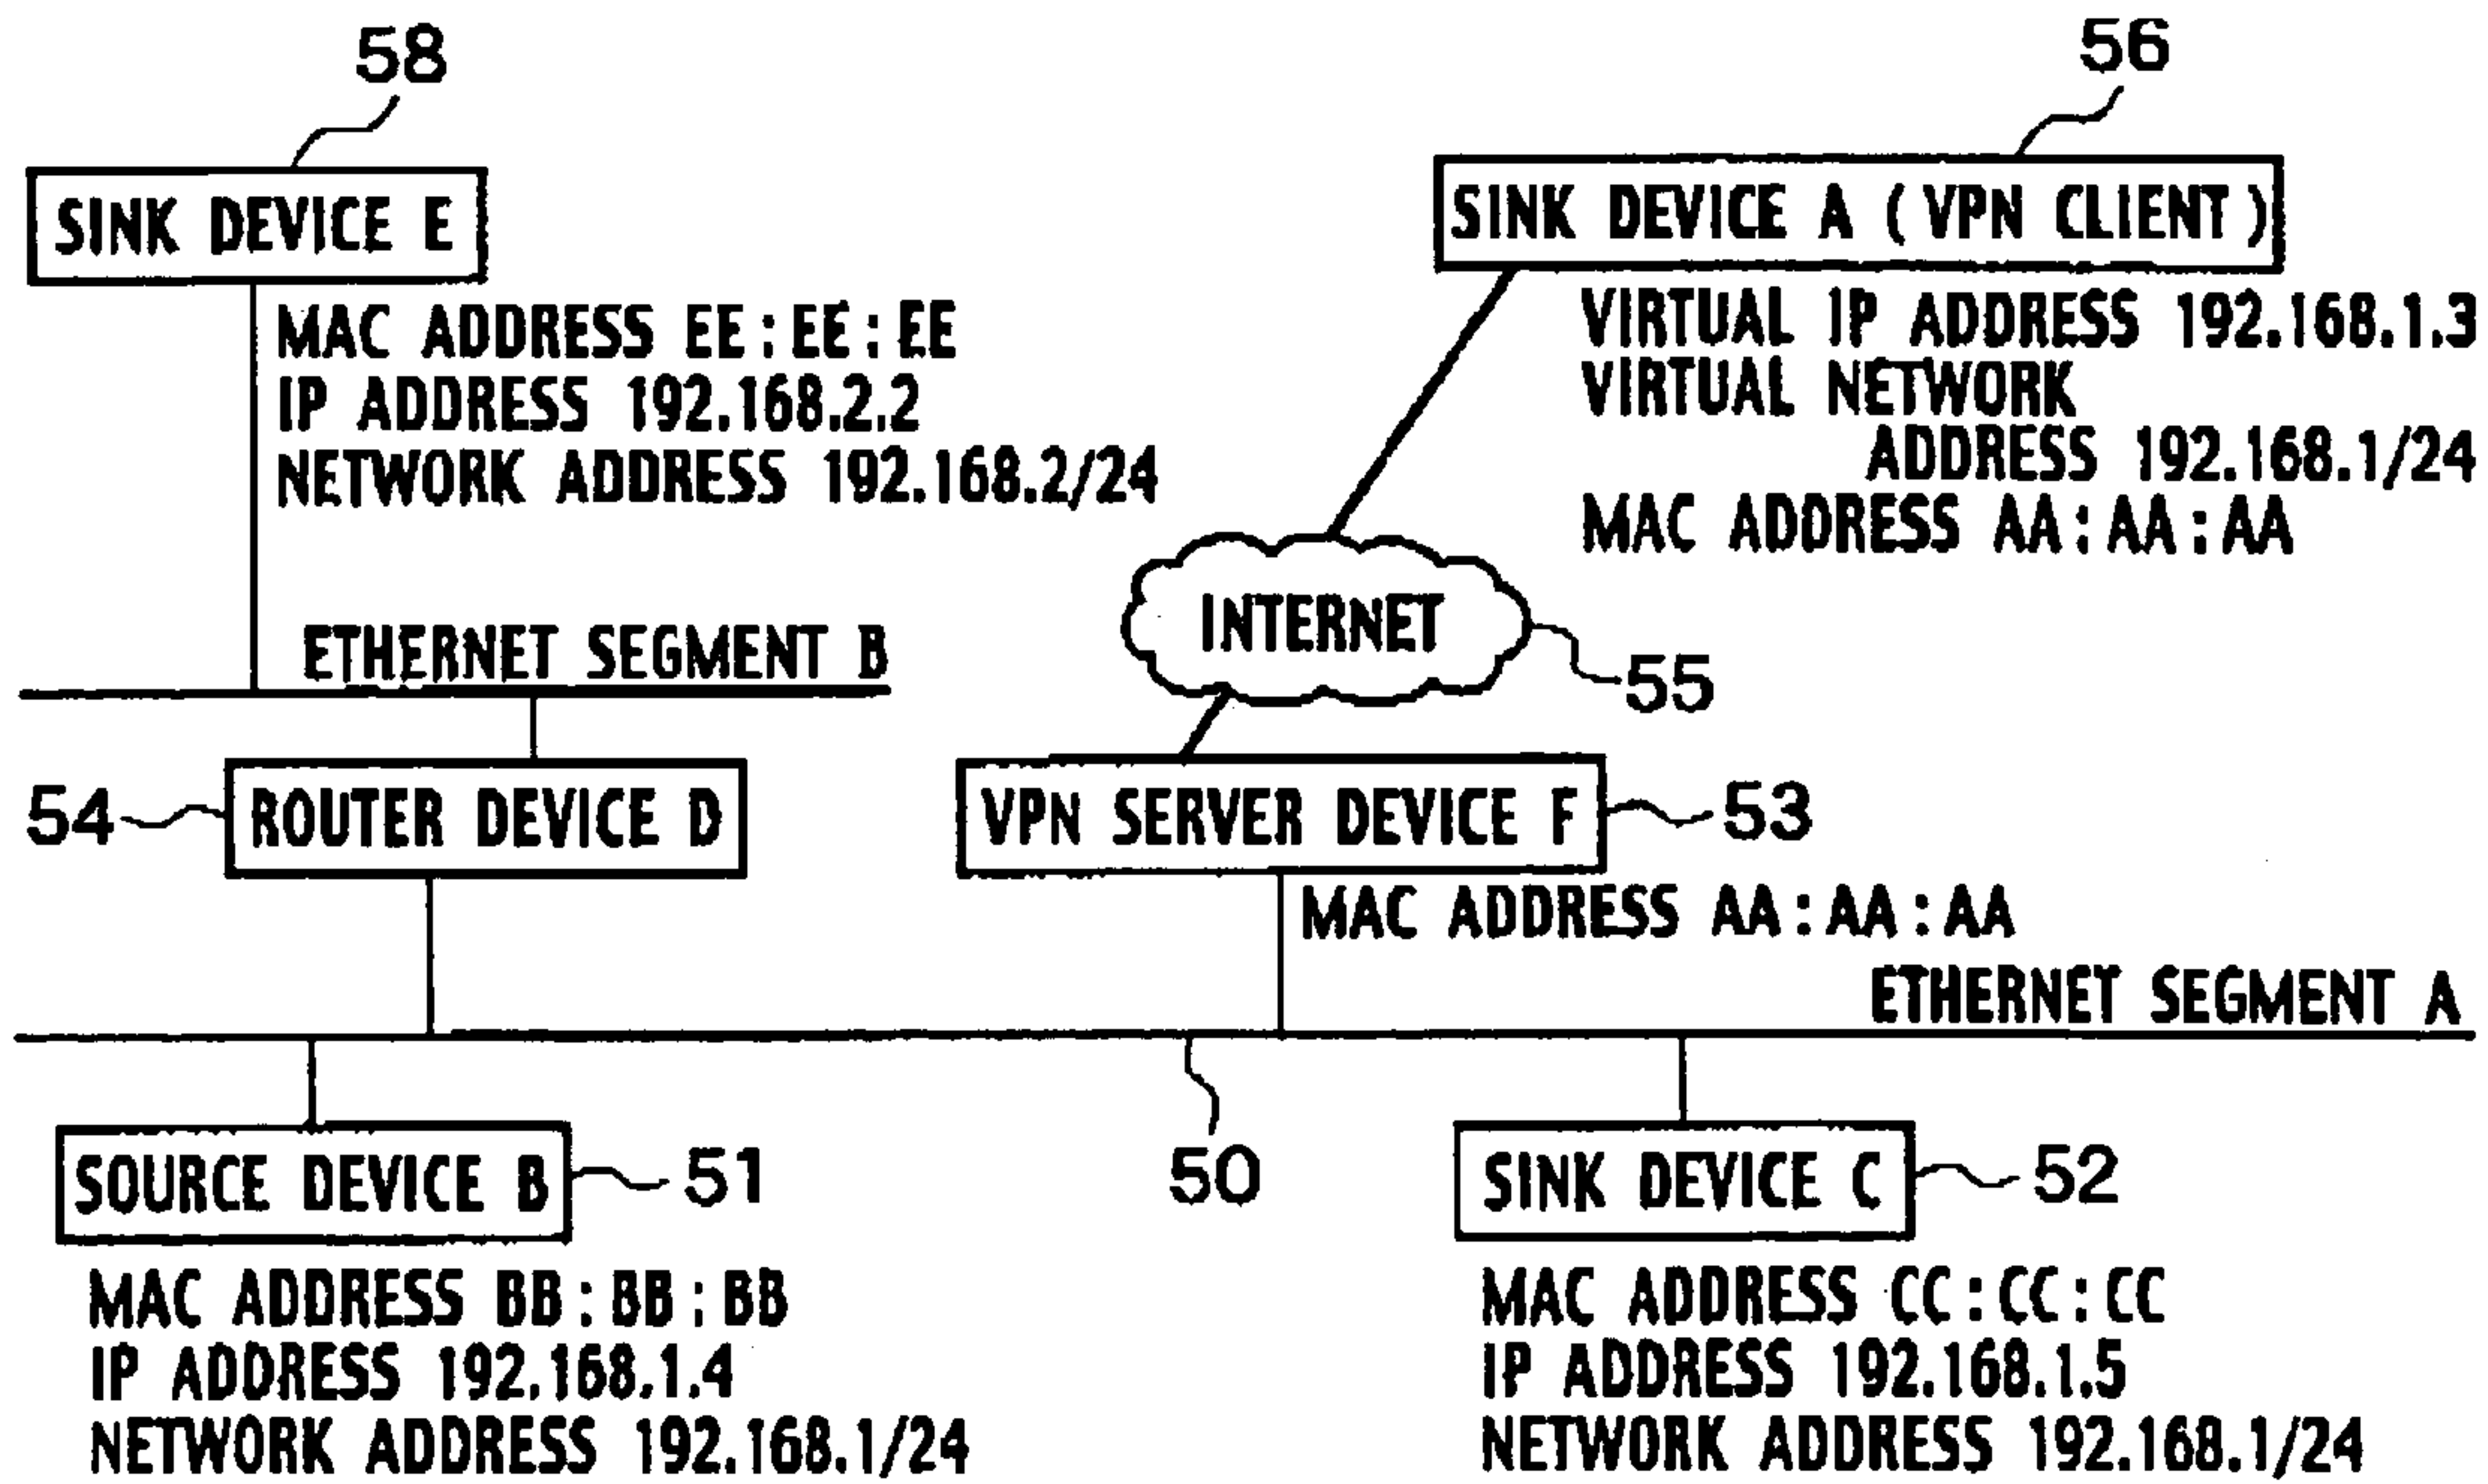 58
56
SINK DEVICE E
SINK DEVICE A (VPN CLIENT)
MAC ADDRESS EE:EE:EE
IP ADDRESS 192.168.2.2
NETWORK ADDRESS 192.168.2/24
VIRTUAL IP ADDRESS 192.168.1.3
VIRTUAL NETWORK
ADDRESS 192.168.1/24
MAC ADDRESS AA:AA:AA
INTERNET
55
ETHERNET SEGMENT B
54
ROUTER DEVICE D
VPN SERVER DEVICE F
53
MAC ADDRESS AA:AA:AA
ETHERNET SEGMENT A
SOURCE DEVICE B
51
50
SINK DEVICE C
52
MAC ADDRESS BB:BB:BB
IP ADDRESS 192.168.1.4
NETWORK ADDRESS 192.168.1/24
MAC ADDRESS CC:CC:CC
IP ADDRESS 192.168.1.5
NETWORK ADDRESS 192.168.1/24